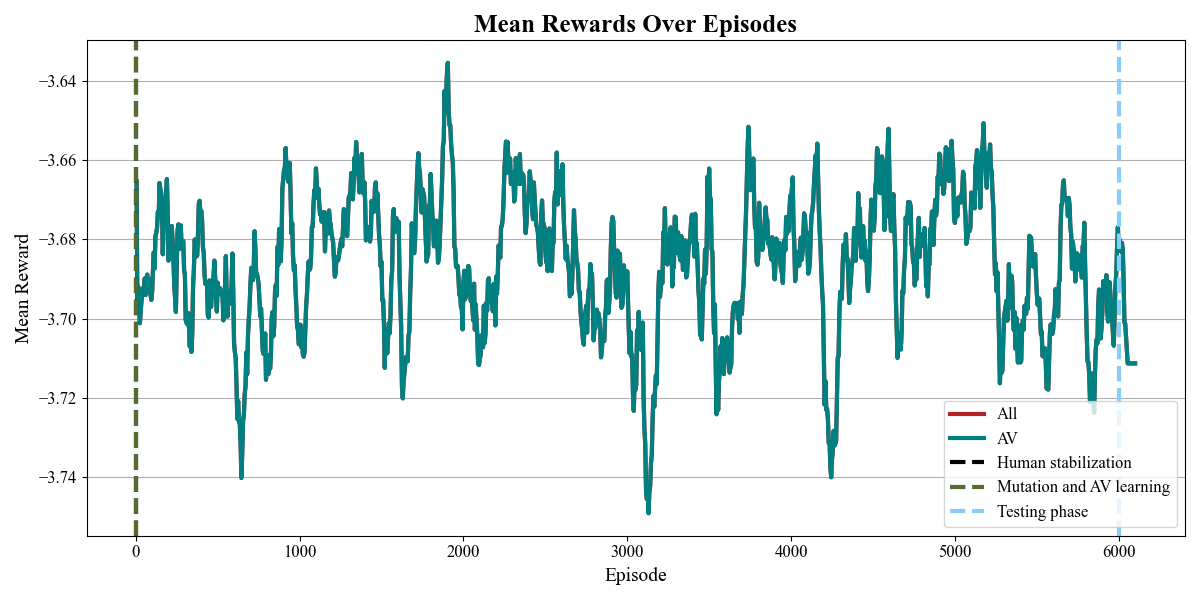 Mean Rewards Over Episodes
Mean Reward
−3.64
−3.66
−3.68
−3.70
−3.72
−3.74
All
AV
Human stabilization
Mutation and AV learning
Testing phase
0 1000 2000 3000 4000 5000 6000
Episode